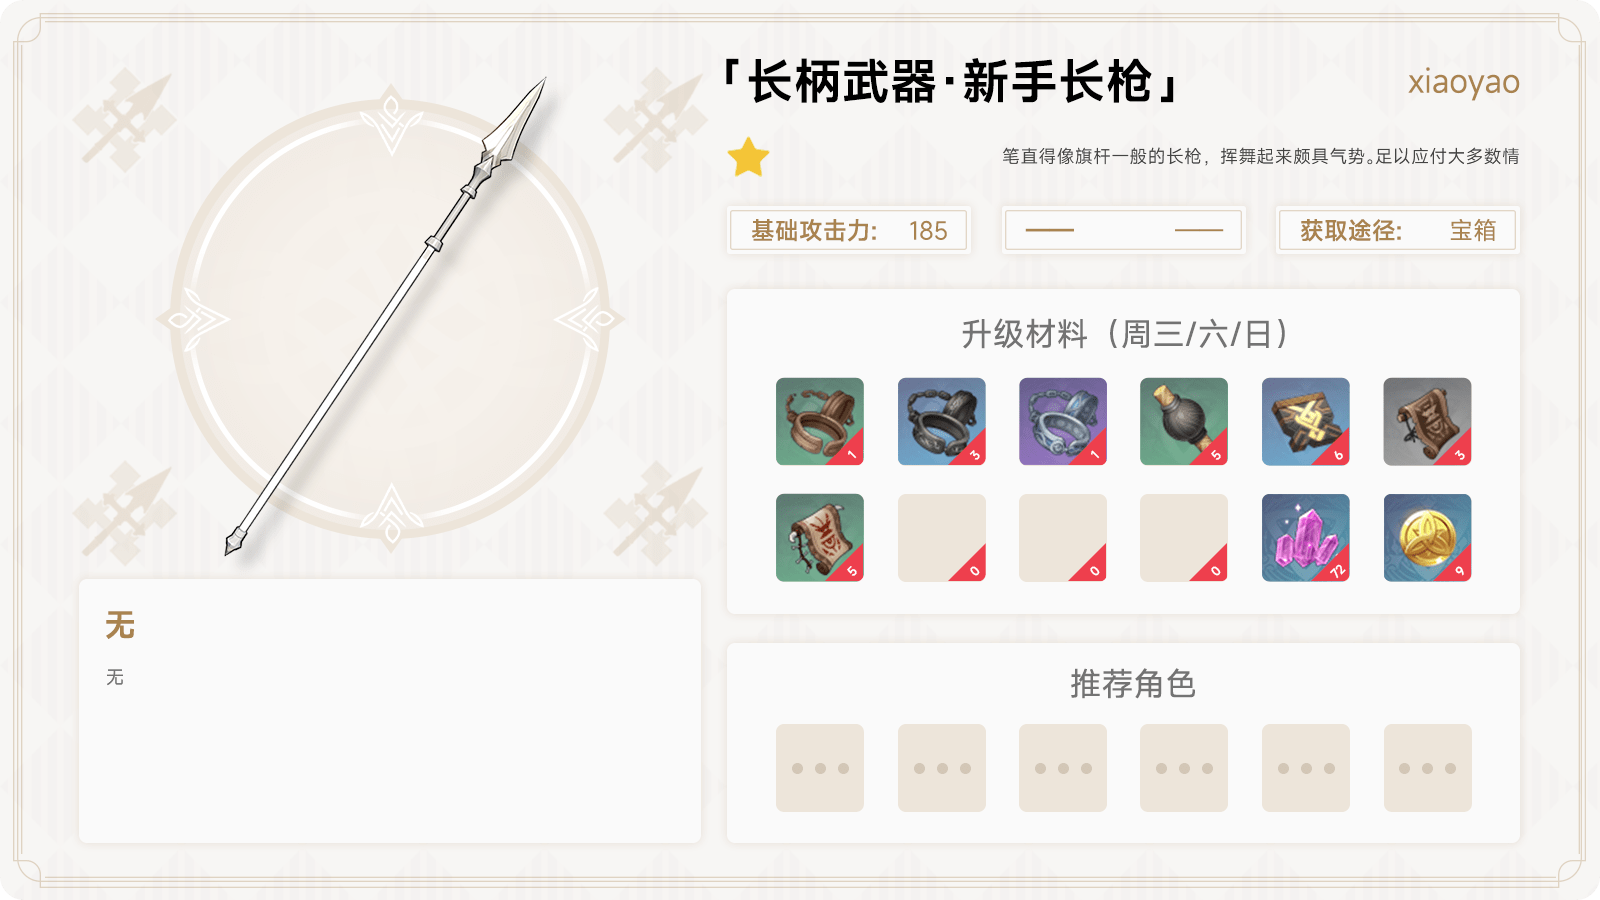 「长柄武器·新手长枪」
xiaoyao
笔直得像旗杆一般的长枪，挥舞起来颇具气势。足以应付大多数情
基础攻击力: 185
获取途径: 宝箱
升级材料（周三/六/日）
1 3 1 5 6 3
5 0 0 0 72 9
无
无
推荐角色